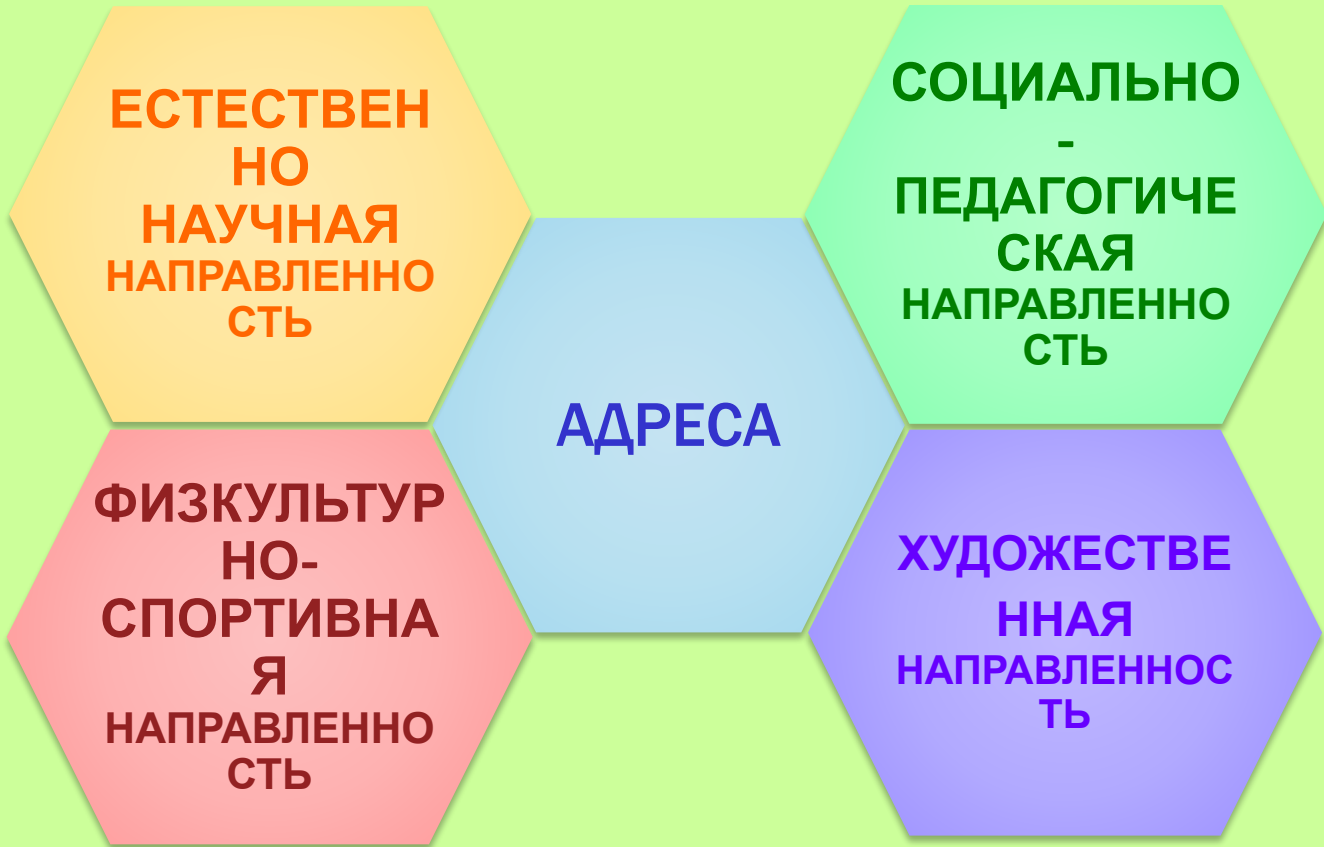 ЕСТЕСТВЕН
НО
НАУЧНАЯ
НАПРАВЛЕННО
СТЬ
СОЦИАЛЬНО
-
ПЕДАГОГИЧЕ
СКАЯ
НАПРАВЛЕННО
СТЬ
АДРЕСА
ФИЗКУЛЬТУР
НО-
СПОРТИВНА
Я
НАПРАВЛЕННО
СТЬ
ХУДОЖЕСТВЕ
ННАЯ
НАПРАВЛЕННОС
ТЬ